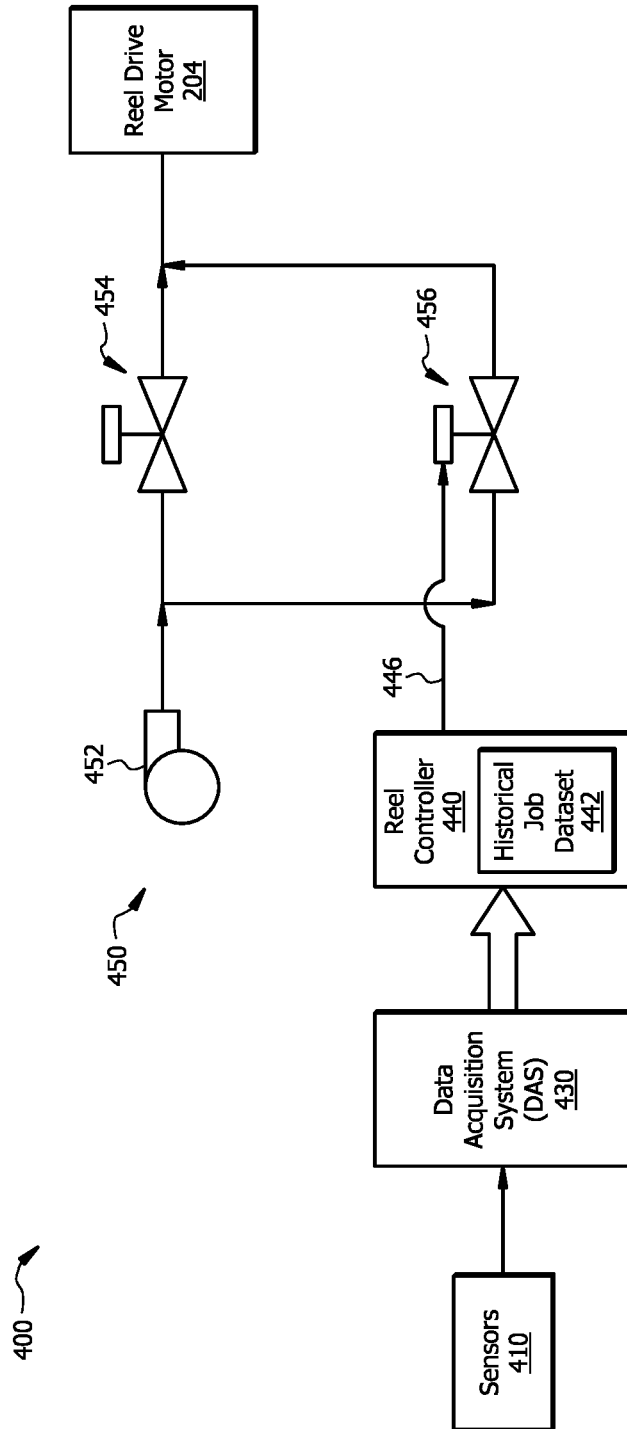 400
450
452
454
Reel Drive
Motor
204
456
446
Sensors
410
Data
Acquisition
System
(DAS)
430
Reel
Controller
440
Historical
Job
Dataset
442